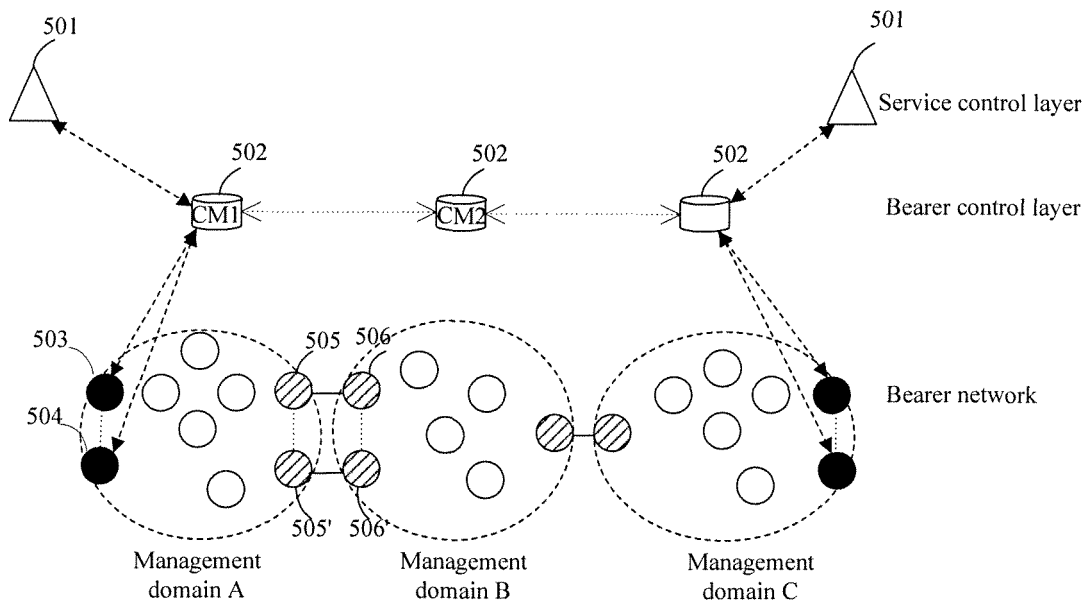 501
501
Service control layer
502
502
502
CM1
CM2
Bearer control layer
503
505
506
504
Bearer network
505'
506'
Management
domain A
Management
domain B
Management
domain C